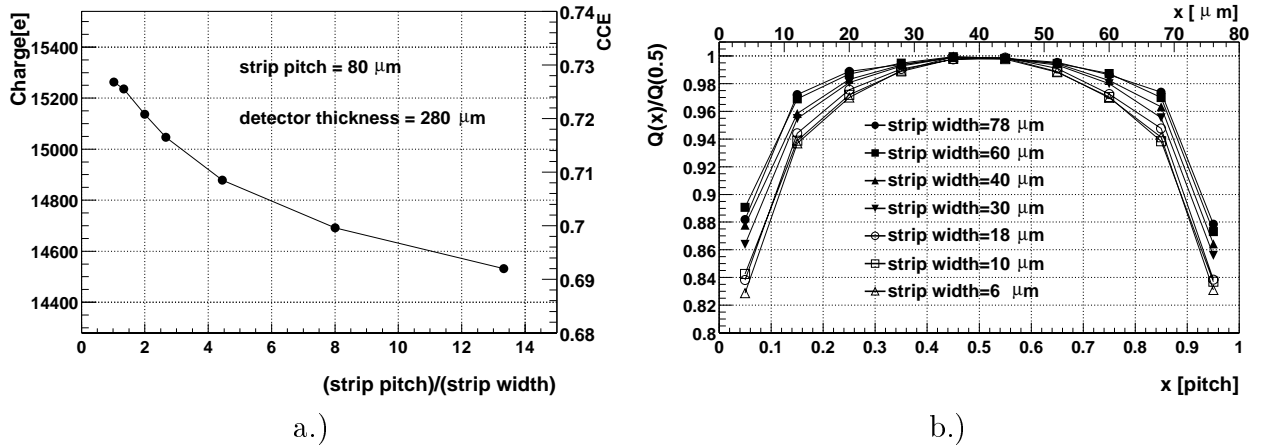 Charge[e]
15400
15200
15000
14800
14600
14400
strip pitch = 80 μm
detector thickness = 280 μm
0.74
0.73
0.72
0.71
0.7
0.69
0.68
CCE
0 2 4 6 8 10 12 14
(strip pitch)/(strip width)
a.)
x [ μ m]
0 10 20 30 40 50 60 70 80
Q(x)/Q(0.5)
1
0.98
0.96
0.94
0.92
0.9
0.88
0.86
0.84
0.82
0.8
strip width=78 μm
strip width=60 μm
strip width=40 μm
strip width=30 μm
strip width=18 μm
strip width=10 μm
strip width=6 μm
0 0.1 0.2 0.3 0.4 0.5 0.6 0.7 0.8 0.9 1
x [pitch]
b.)